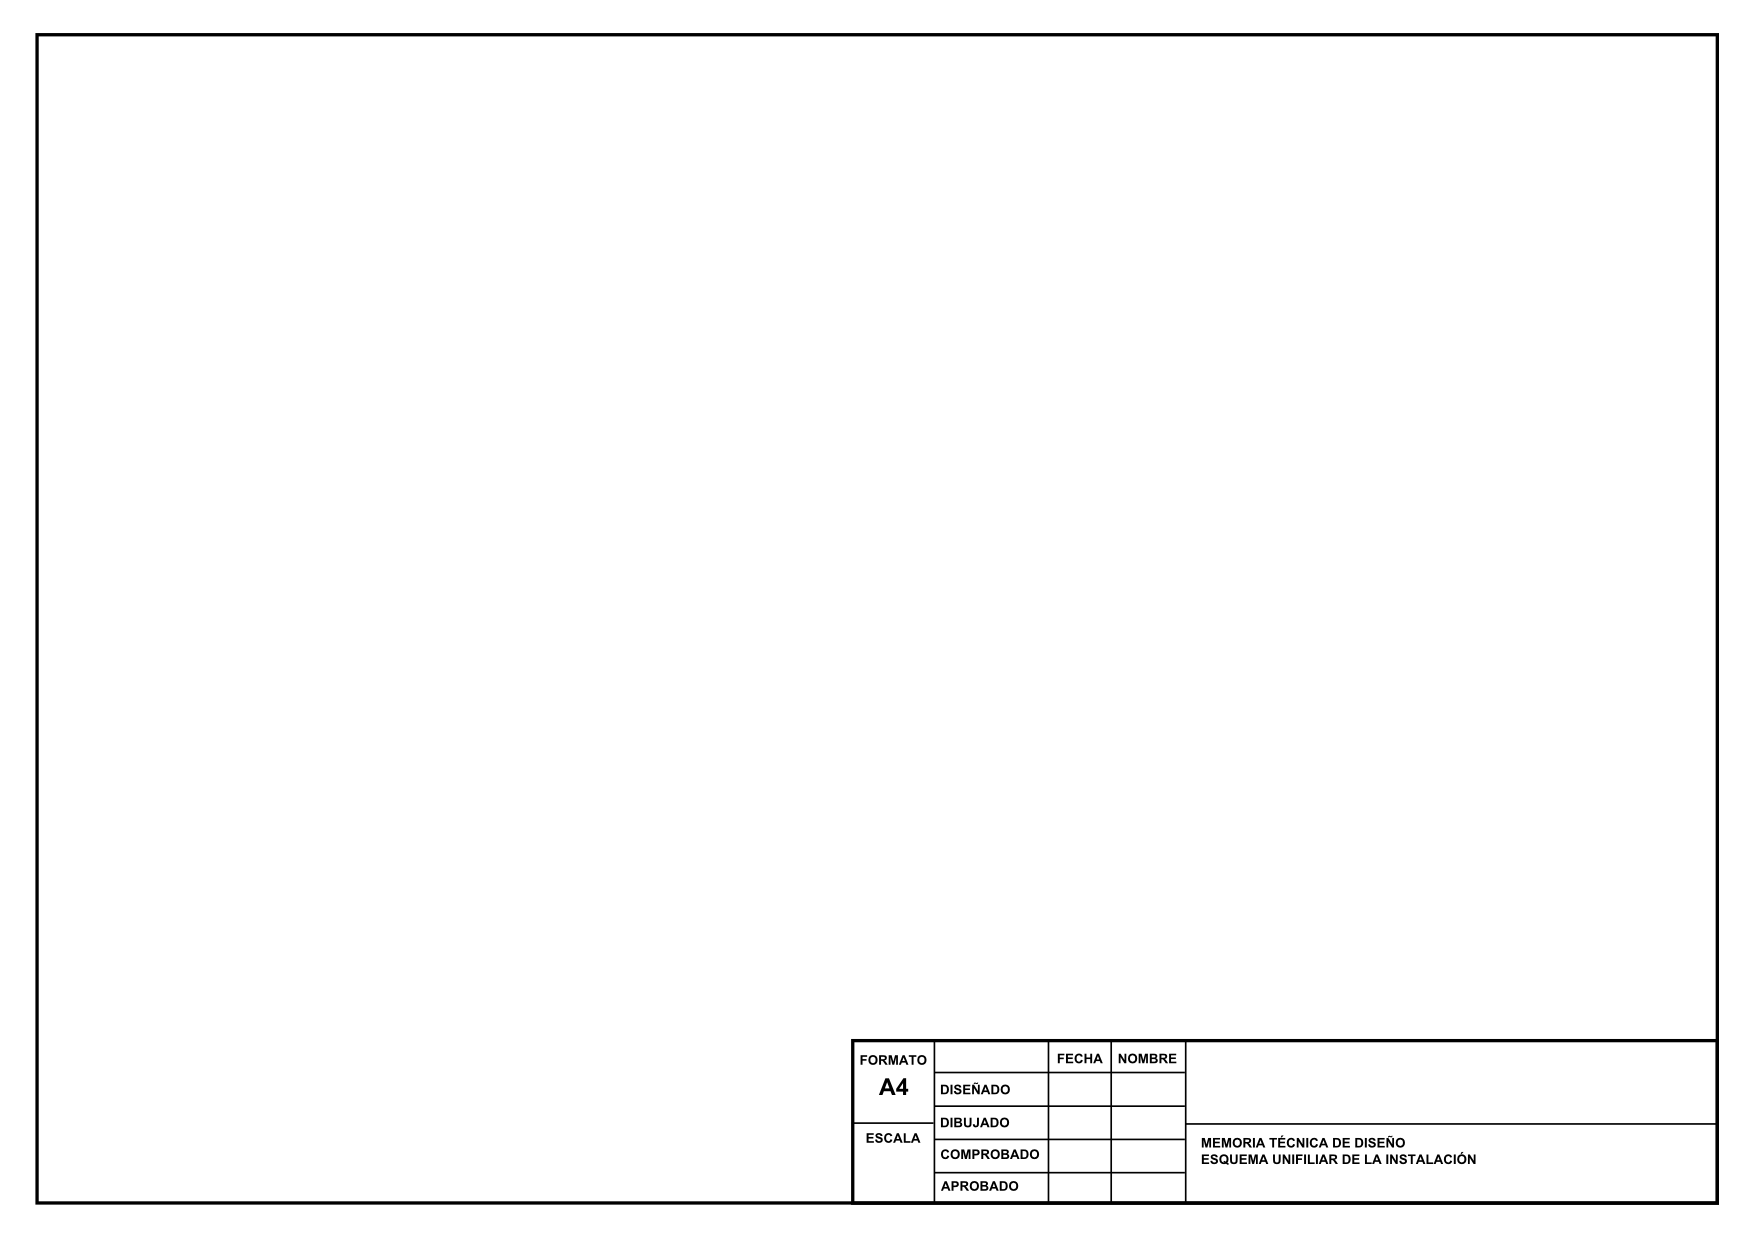 FORMATO
A4
ESCALA
FECHA NOMBRE
DISEÑADO
DIBUJADO
COMPROBADO
APROBADO
MEMORIA TÉCNICA DE DISEÑO
ESQUEMA UNIFILIAR DE LA INSTALACIÓN